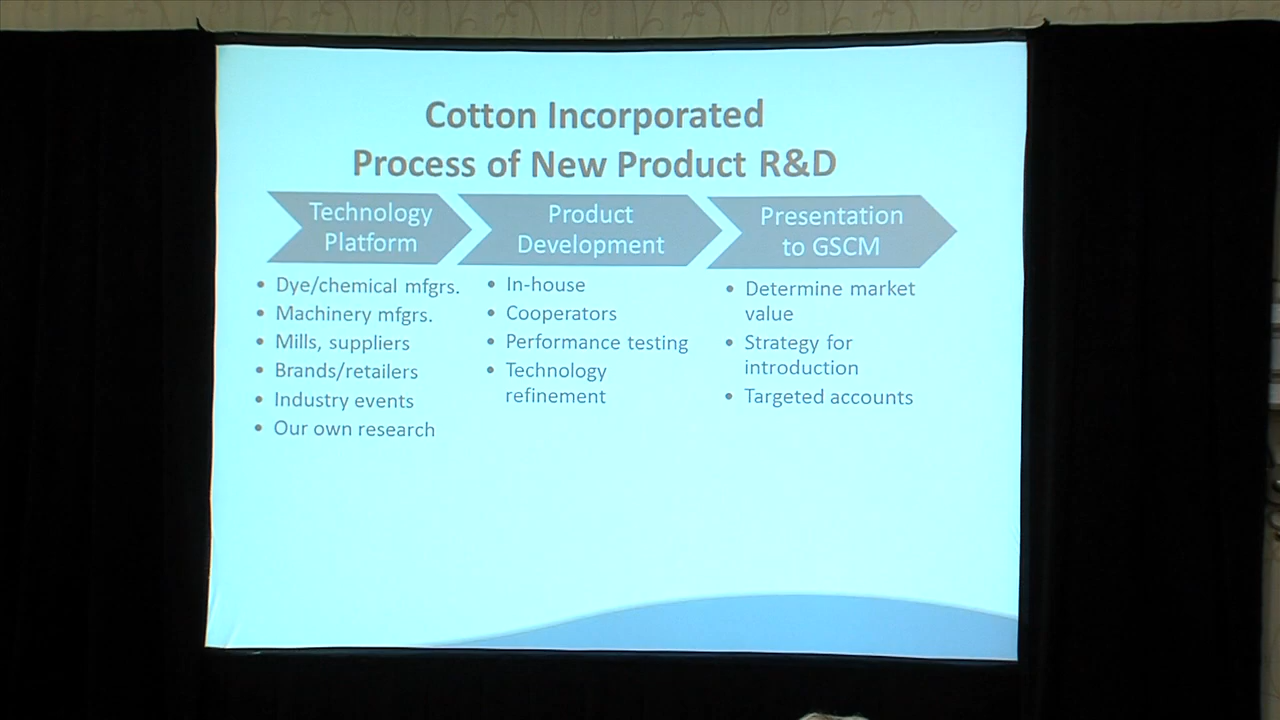 Cotton Incorporated
Process of New Product R&D
Technology
Platform
• Dye/chemical mfgrs.
• Machinery mfgrs.
• Mills, suppliers
• Brands/retailers
• Industry events
• Our own research
Product
Development
• In-house
• Cooperators
• Performance testing
• Technology
refinement
Presentation
to GSCM
• Determine market
value
• Strategy for
introduction
• Targeted accounts